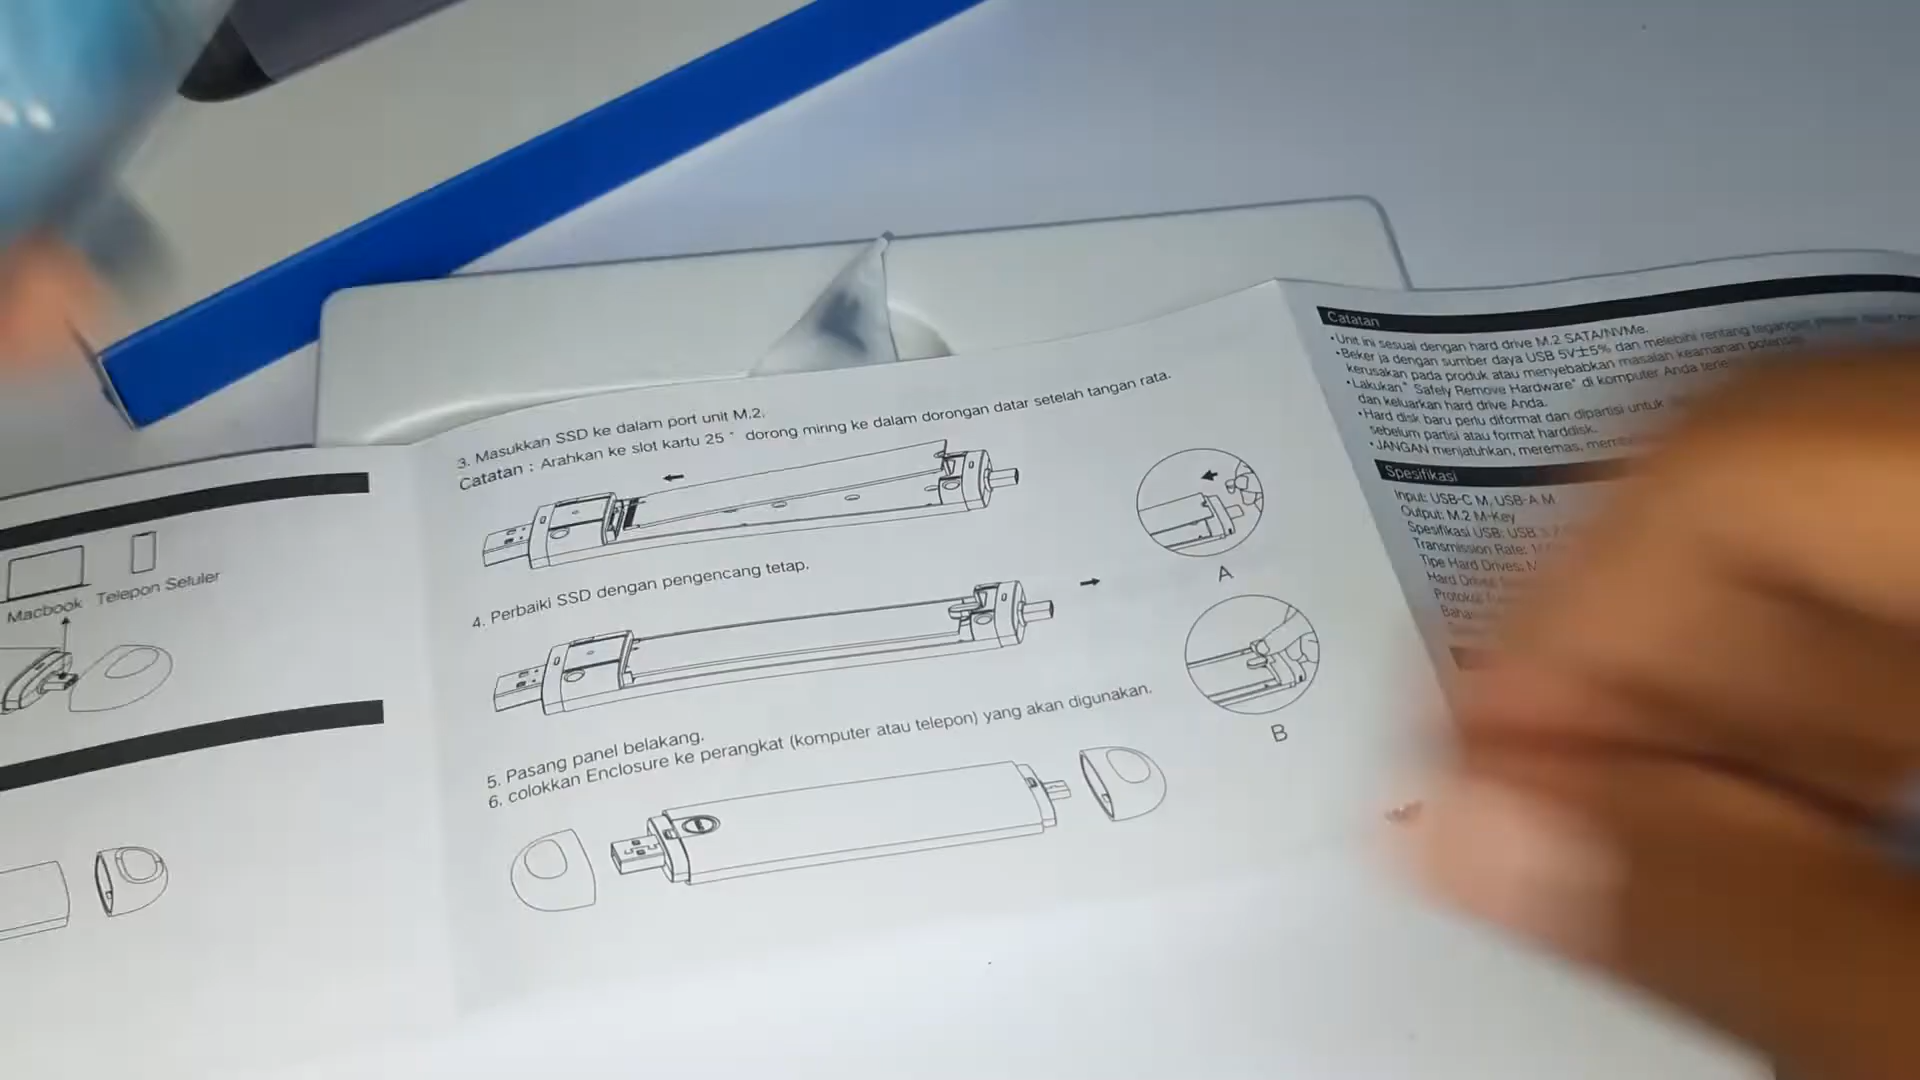 Macbook Telepon Seluler
3. Masukkan SSD ke dalam port unit M.2.
Catatan : Arahkan ke slot kartu 25 ° dorong miring ke dalam dorongan datar setelah tangan rata.
A
4. Perbaiki SSD dengan pengencang tetap.
B
5. Pasang panel belakang.
6. colokkan Enclosure ke perangkat (komputer atau telepon) yang akan digunakan.
Catatan
•Unit ini sesuai dengan hard drive M.2 SATA/NVMe.
•Beker ja dengan sumber daya USB 5V±5% dan melebihi rentang tegangan
kerusakan pada produk atau menyebabkan masalah keamanan potensial
•Lakukan" Safely Remove Hardware" di komputer Anda
dan keluarkan hard drive Anda.
•Hard disk baru perlu diformat dan dipartisi untuk
sebelum partisi atau format harddisk.
•JANGAN menjatuhkan, meremas,
Spesifikasi
Input: USB-C M, USB-A M
Output: M.2 M-Key
Spesifikasi USB: USB
Transmission Rate:
Tipe Hard Drives:
Hard Drives